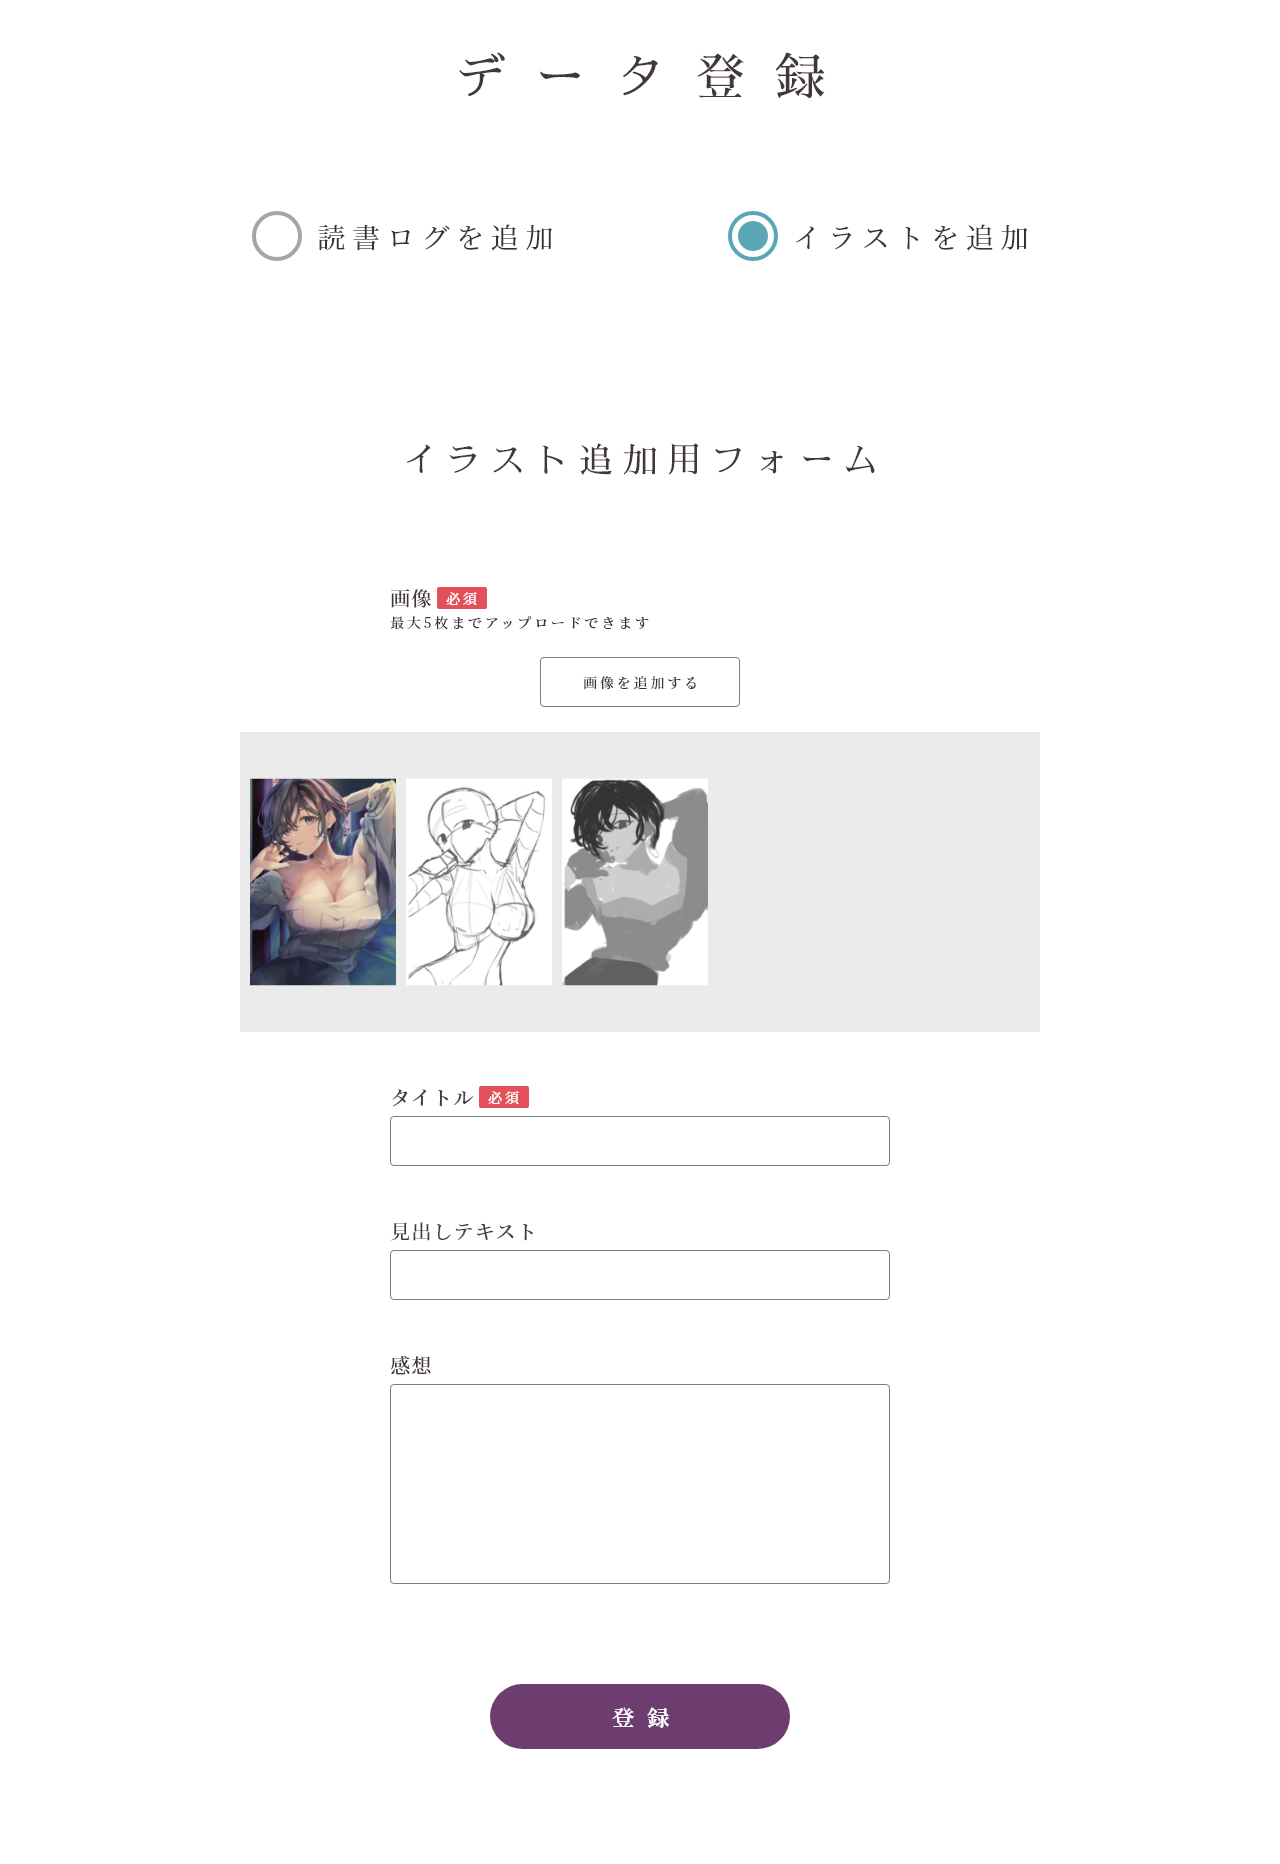 データ登録
読書ログを追加
イラストを追加
イラスト追加用フォーム
画像 必須
最大5枚までアップロードできます
画像を追加する
タイトル 必須
見出しテキスト
感想
登録